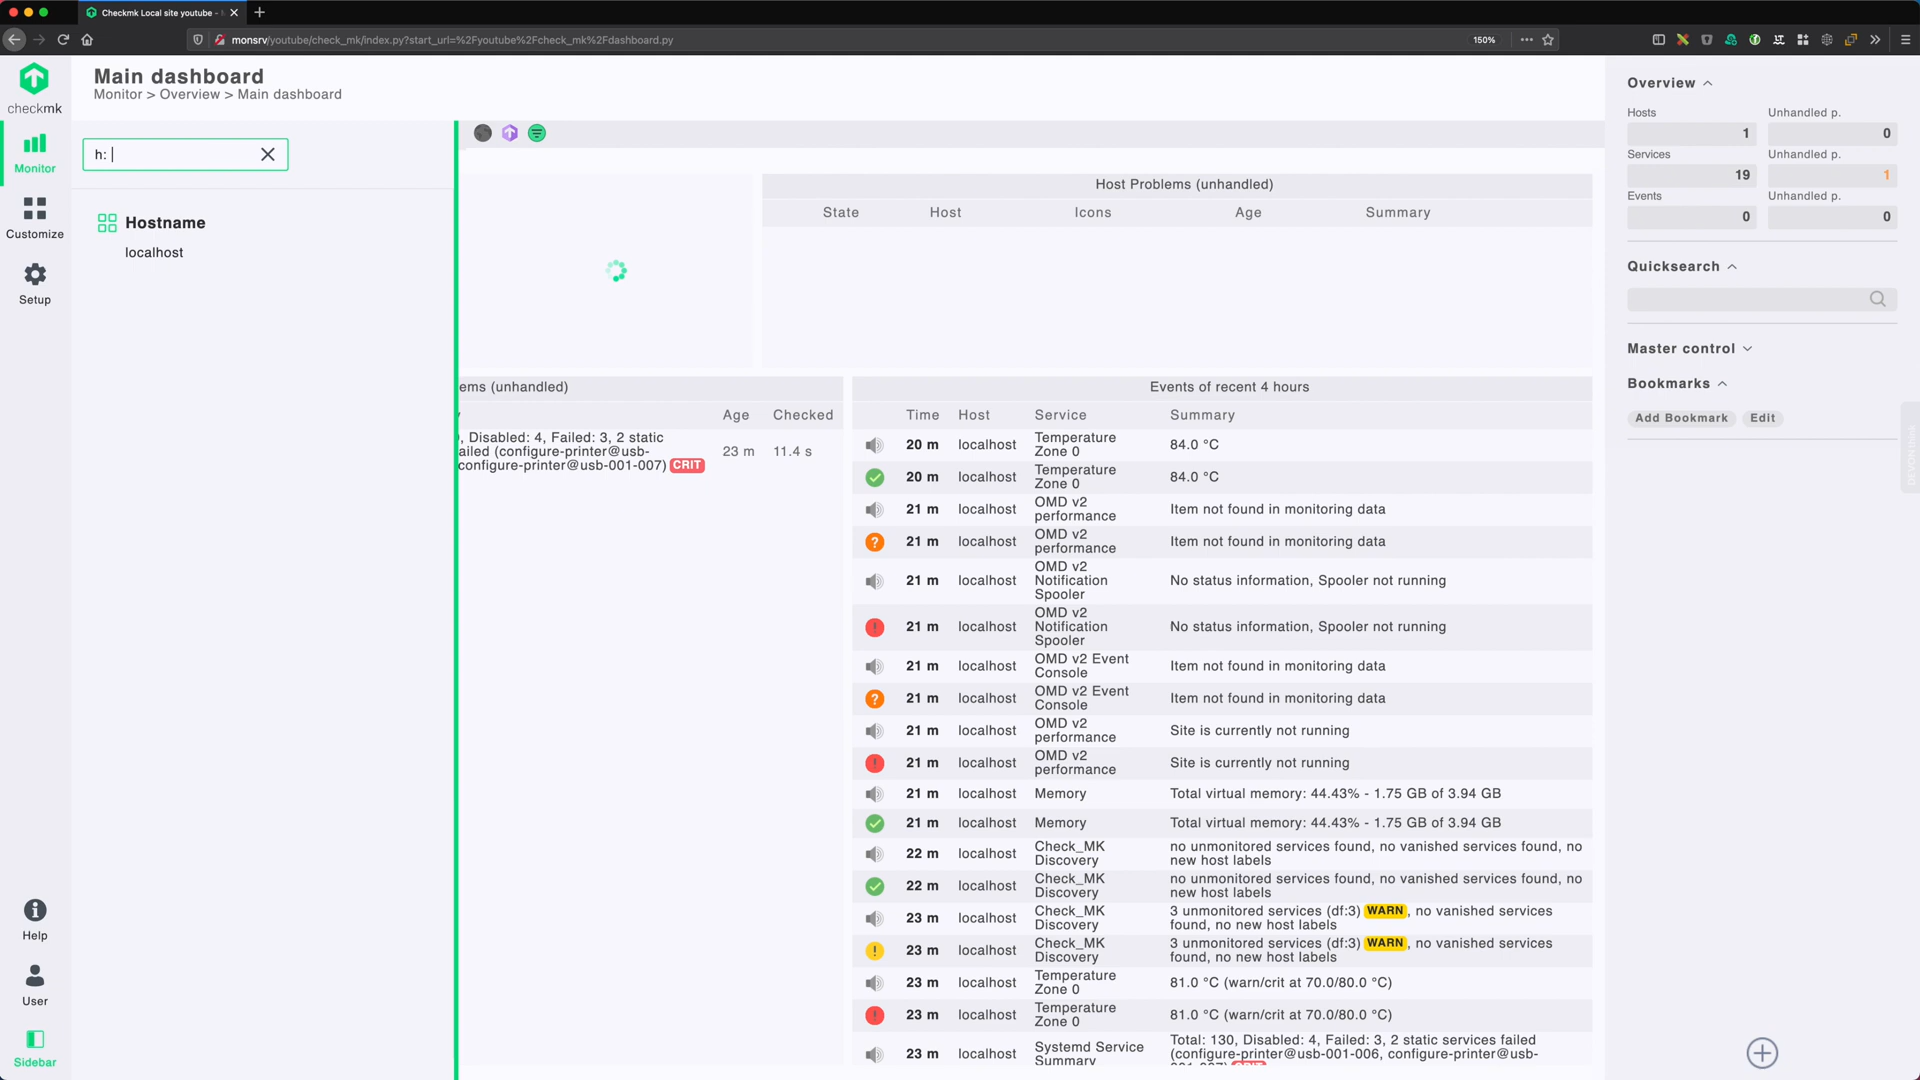 Checkmk Local site youtube -
monsrv/youtube/check_mk/index.py?start_url=%2Fyoutube%2Fcheck_mk%2Fdashboard.py
150%
checkmk
Monitor
Customize
Setup
Help
User
Sidebar
Main dashboard
Monitor > Overview > Main dashboard
h:
Hostname
localhost
Host Problems (unhandled)
State Host Icons Age Summary
ems (unhandled)
Age Checked
, Disabled: 4, Failed: 3, 2 static
ailed (configure-printer@usb-
configure-printer@usb-001-007) CRIT
23 m 11.4 s
Events of recent 4 hours
Time Host Service Summary
20 m localhost Temperature Zone 0 84.0 °C
20 m localhost Temperature Zone 0 84.0 °C
21 m localhost OMD v2 performance Item not found in monitoring data
21 m localhost OMD v2 performance Item not found in monitoring data
21 m localhost OMD v2 Notification Spooler No status information, Spooler not running
21 m localhost OMD v2 Notification Spooler No status information, Spooler not running
21 m localhost OMD v2 Event Console Item not found in monitoring data
21 m localhost OMD v2 Event Console Item not found in monitoring data
21 m localhost OMD v2 performance Site is currently not running
21 m localhost OMD v2 performance Site is currently not running
21 m localhost Memory Total virtual memory: 44.43% - 1.75 GB of 3.94 GB
21 m localhost Memory Total virtual memory: 44.43% - 1.75 GB of 3.94 GB
22 m localhost Check_MK Discovery no unmonitored services found, no vanished services found, no new host labels
22 m localhost Check_MK Discovery no unmonitored services found, no vanished services found, no new host labels
23 m localhost Check_MK Discovery 3 unmonitored services (df:3) WARN, no vanished services found, no new host labels
23 m localhost Check_MK Discovery 3 unmonitored services (df:3) WARN, no vanished services found, no new host labels
23 m localhost Temperature Zone 0 81.0 °C (warn/crit at 70.0/80.0 °C)
23 m localhost Temperature Zone 0 81.0 °C (warn/crit at 70.0/80.0 °C)
23 m localhost Systemd Service Summary Total: 130, Disabled: 4, Failed: 3, 2 static services failed (configure-printer@usb-001-006, configure-printer@usb-
Overview
Hosts Unhandled p.
1 0
Services Unhandled p.
19 1
Events Unhandled p.
0 0
Quicksearch
Master control
Bookmarks
Add Bookmark Edit